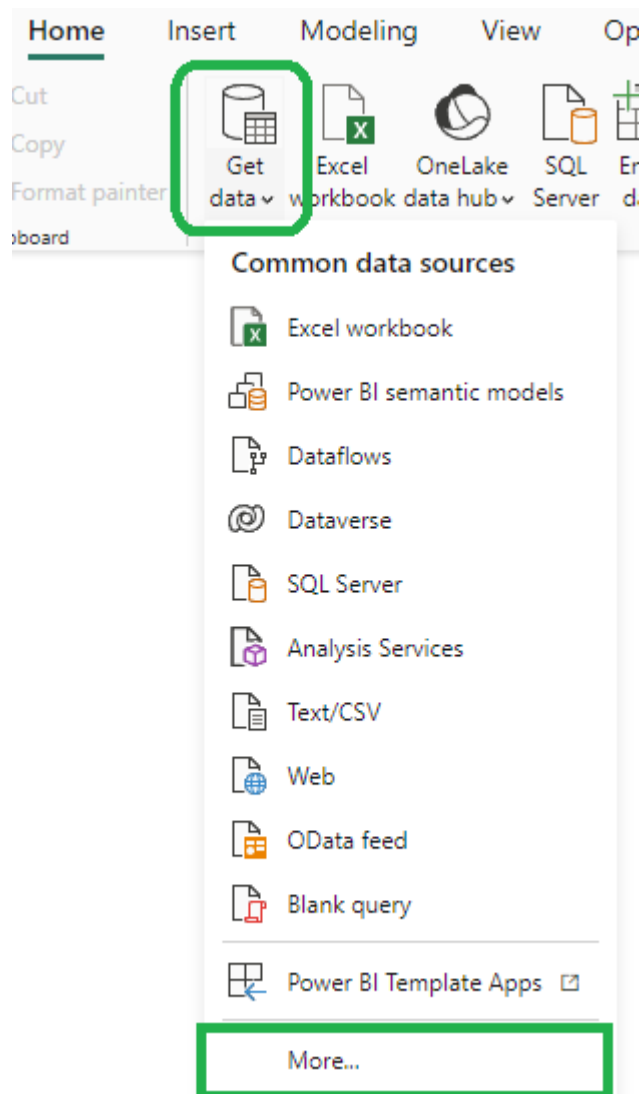 Home Insert Modeling View Op
Cut
Copy
Format painter
Get data
Excel workbook
OneLake data hub
SQL Server
pboard
Common data sources
Excel workbook
Power BI semantic models
Dataflows
Dataverse
SQL Server
Analysis Services
Text/CSV
Web
OData feed
Blank query
Power BI Template Apps
More...